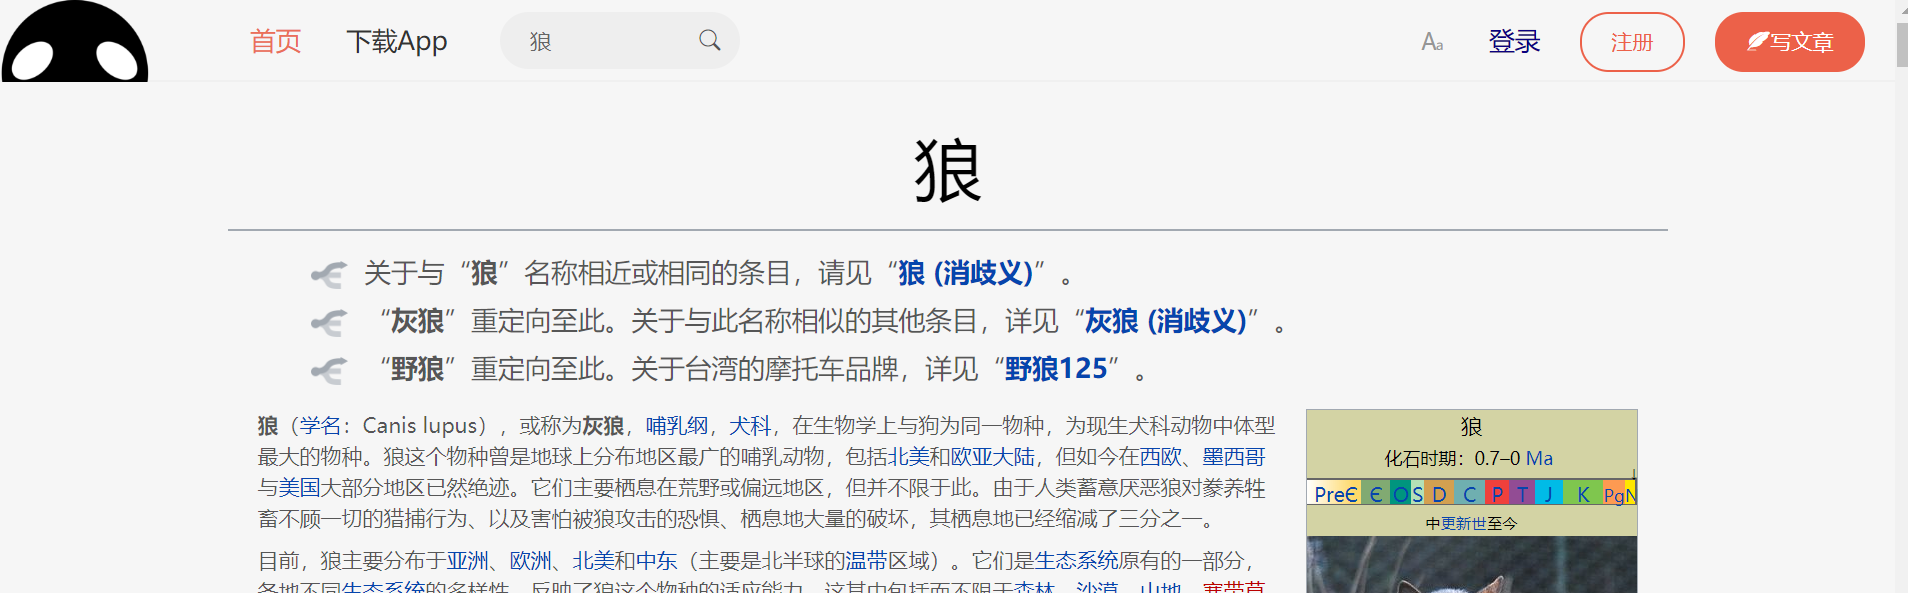 首页 下载App 狼 Aa 登录 注册 写文章
狼
关于与“狼”名称相近或相同的条目，请见“狼 (消歧义)”。
“灰狼”重定向至此。关于与此名称相似的其他条目，详见“灰狼 (消歧义)”。
“野狼”重定向至此。关于台湾的摩托车品牌，详见“野狼125”。
狼（学名：Canis lupus），或称为灰狼，哺乳纲，犬科，在生物学上与狗为同一物种，为现生犬科动物中体型
最大的物种。狼这个物种曾是地球上分布地区最广的哺乳动物，包括北美和欧亚大陆，但如今在西欧、墨西哥
与美国大部分地区已然绝迹。它们主要栖息在荒野或偏远地区，但并不限于此。由于人类蓄意厌恶狼对豢养牲
畜不顾一切的猎捕行为、以及害怕被狼攻击的恐惧、栖息地大量的破坏，其栖息地已经缩减了三分之一。
目前，狼主要分布于亚洲、欧洲、北美和中东（主要是北半球的温带区域）。它们是生态系统原有的一部分，
各地不同生态系统的多样性，反映了狼这个物种的适应能力。这其中包括而不限于森林、沙漠、山地、寒带草
狼
化石时期：0.7–0 Ma
↓
PreЄ Є O S D C P T J K Pg N
中更新世至今